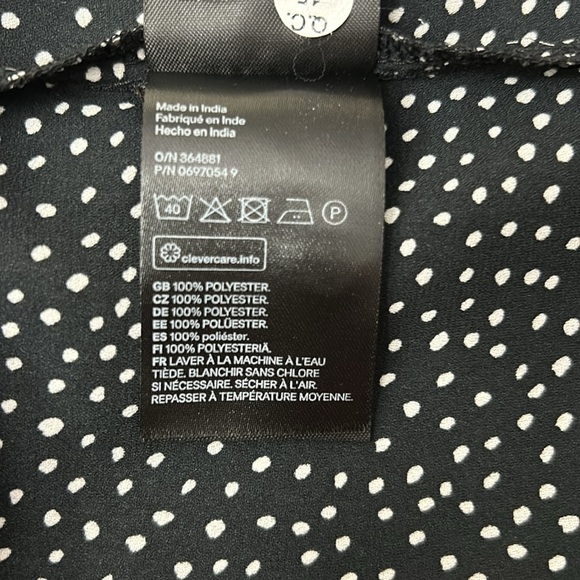 Q.C.
Made in India
Fabriqué en Inde
Hecho en India
O/N 364881
P/N 0697054 9
40
P
clevercare.info
GB 100% POLYESTER.
CZ 100% POLYESTER.
DE 100% POLYESTER.
EE 100% POLÜESTER.
ES 100% poliéster.
FI 100% POLYESTERIÄ.
FR LAVER À LA MACHINE À L'EAU
TIÈDE. BLANCHIR SANS CHLORE
SI NÉCESSAIRE. SÉCHER À L'AIR.
REPASSER À TEMPÉRATURE MOYENNE.